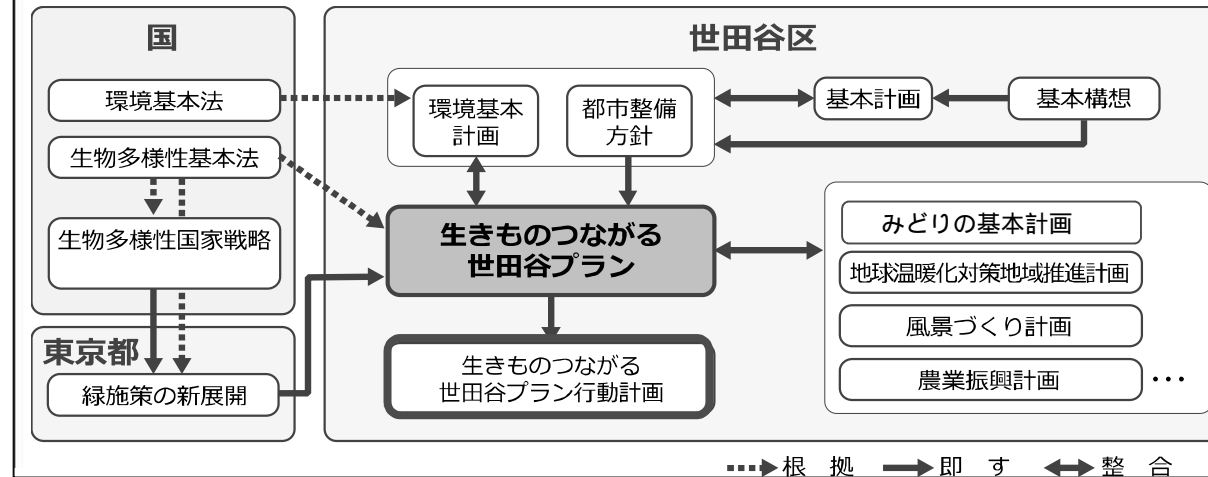 国
環境基本法
生物多様性基本法
生物多様性国家戦略
東京都
緑施策の新展開
世田谷区
環境基本
計画
都市整備
方針
基本計画
基本構想
生きものつながる
世田谷プラン
生きものつながる
世田谷プラン行動計画
みどりの基本計画
地球温暖化対策地域推進計画
風景づくり計画
農業振興計画
…
根　拠　即　す　整　合